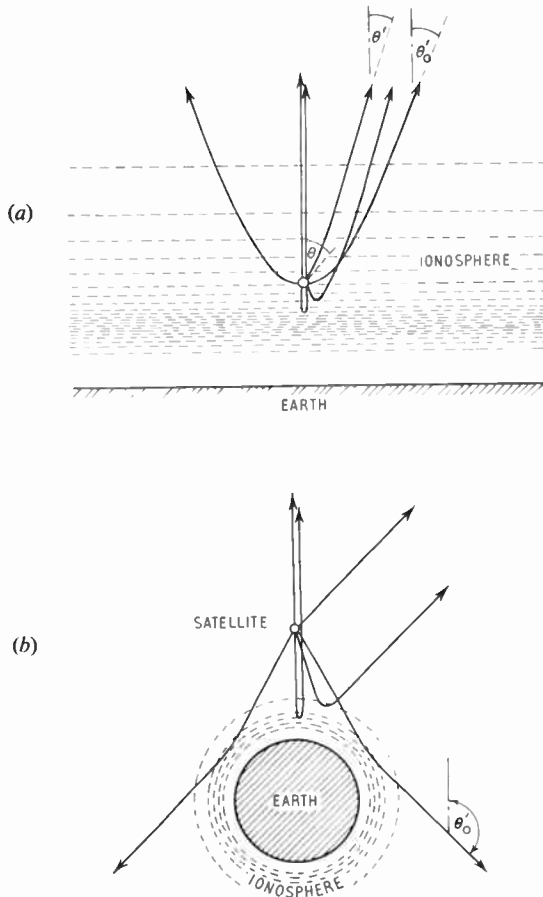 θ' θ'₀
(a)
θ
IONOSPHERE
EARTH
SATELLITE
(b)
EARTH
θ'₀
IONOSPHERE